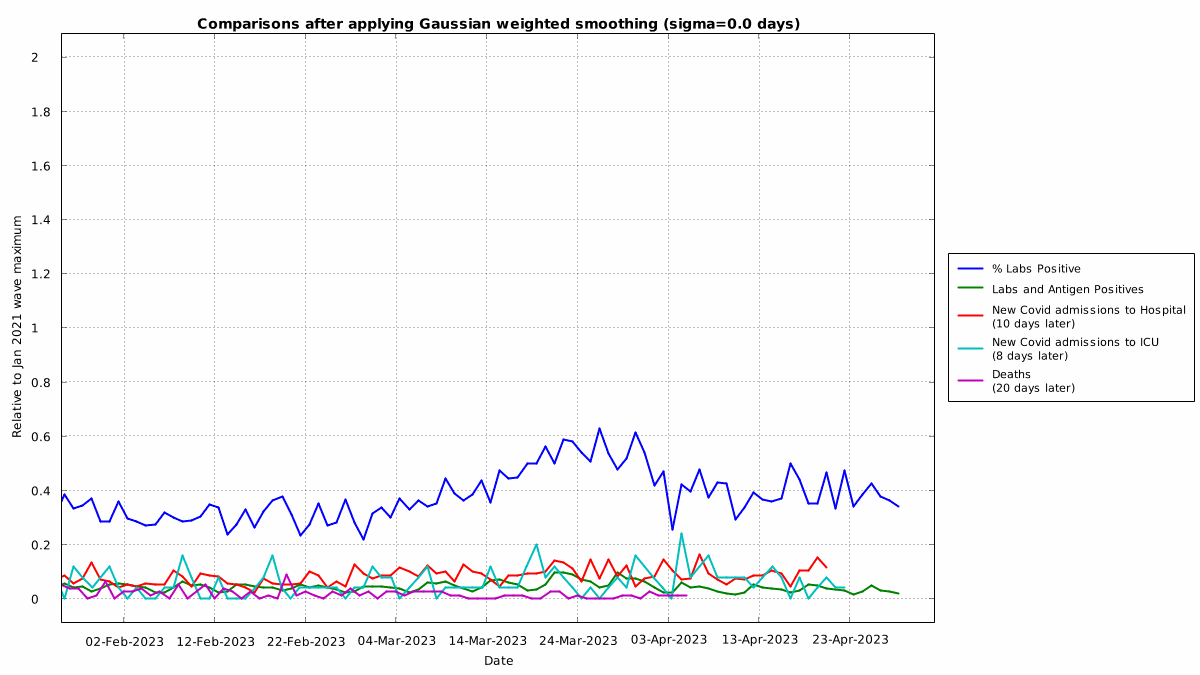 Comparisons after applying Gaussian weighted smoothing (sigma=0.0 days)
Relative to Jan 2021 wave maximum
2
1.8
1.6
1.4
1.2
1
0.8
0.6
0.4
0.2
0
02-Feb-2023 12-Feb-2023 22-Feb-2023 04-Mar-2023 14-Mar-2023 24-Mar-2023 03-Apr-2023 13-Apr-2023 23-Apr-2023
Date
% Labs Positive
Labs and Antigen Positives
New Covid admissions to Hospital
(10 days later)
New Covid admissions to ICU
(8 days later)
Deaths
(20 days later)